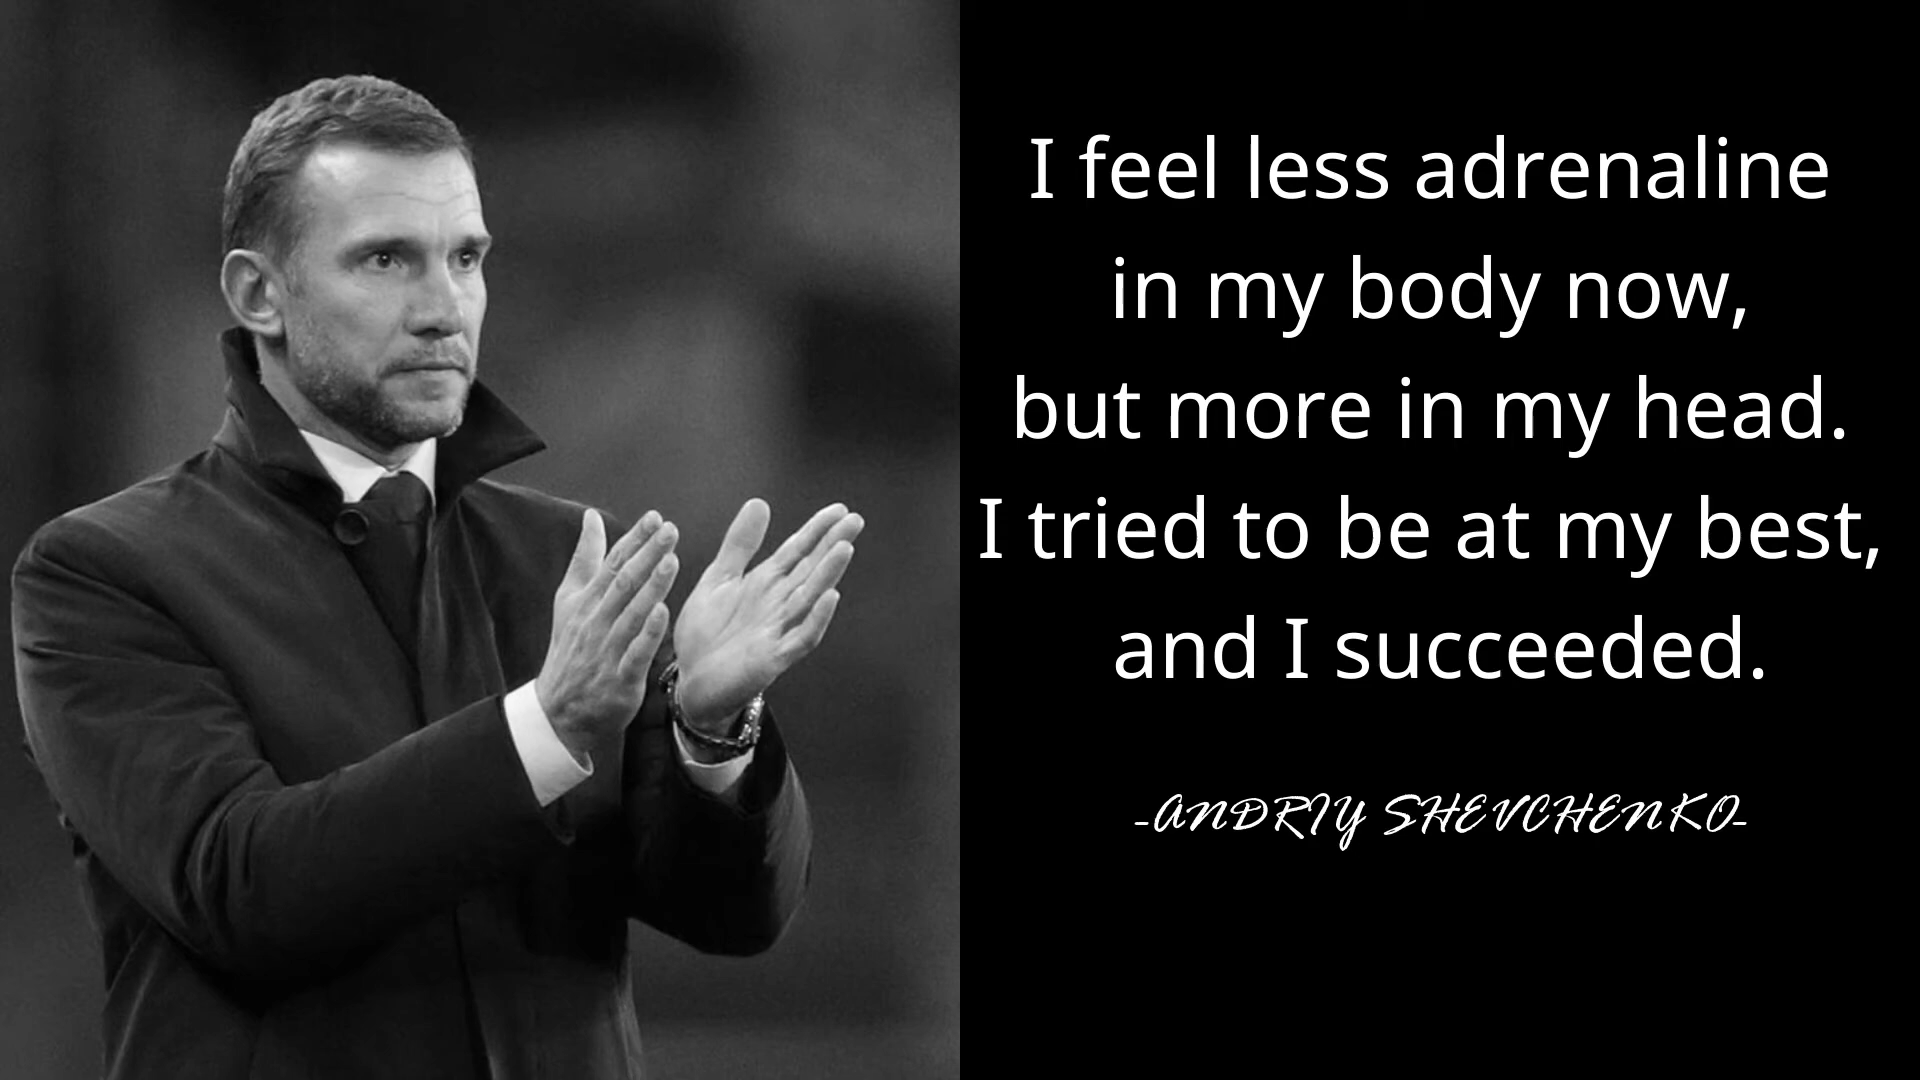 I feel less adrenaline
in my body now,
but more in my head.
I tried to be at my best,
and I succeeded.
-ANDRIY SHEVCHENKO-